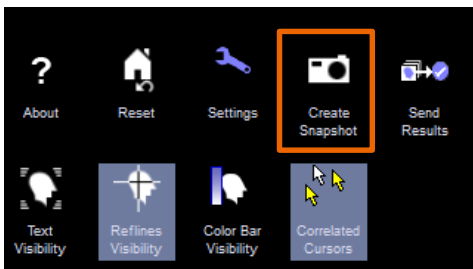 ?
About
Reset
Settings
Create
Snapshot
Send
Results
Text
Visibility
Reflines
Visibility
Color Bar
Visibility
Correlated
Cursors